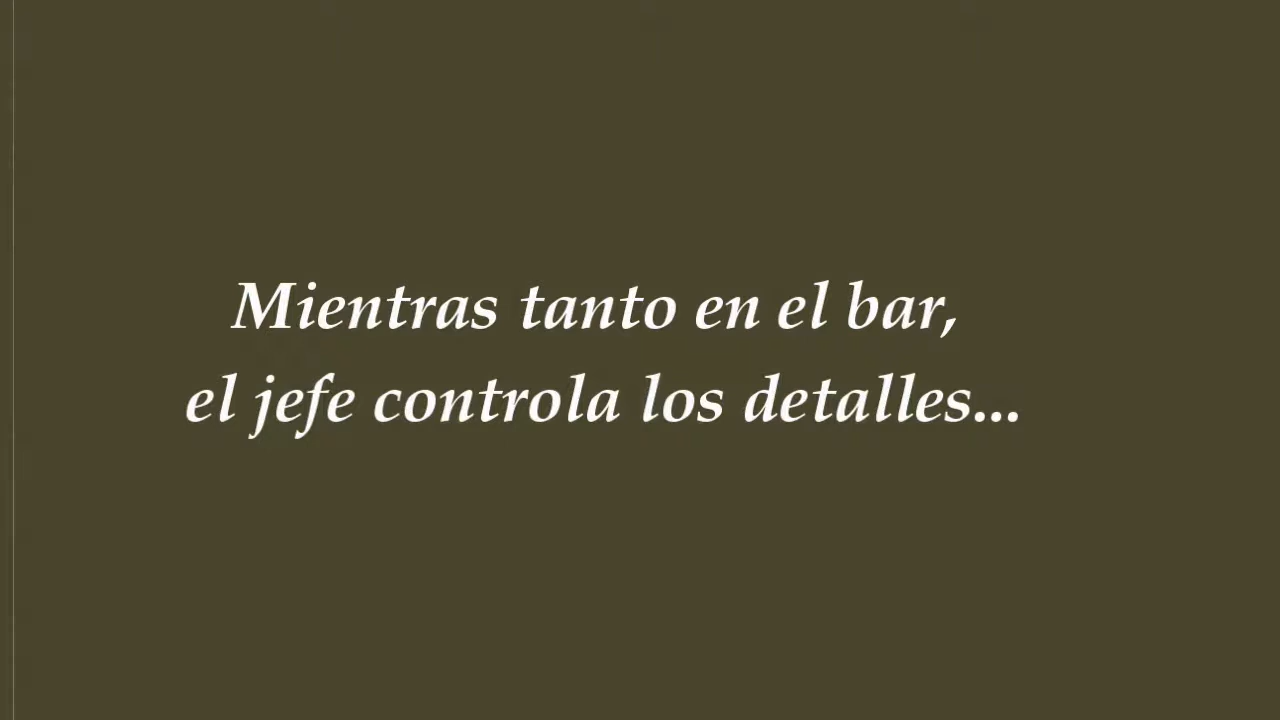 Mientras tanto en el bar,
el jefe controla los detalles...